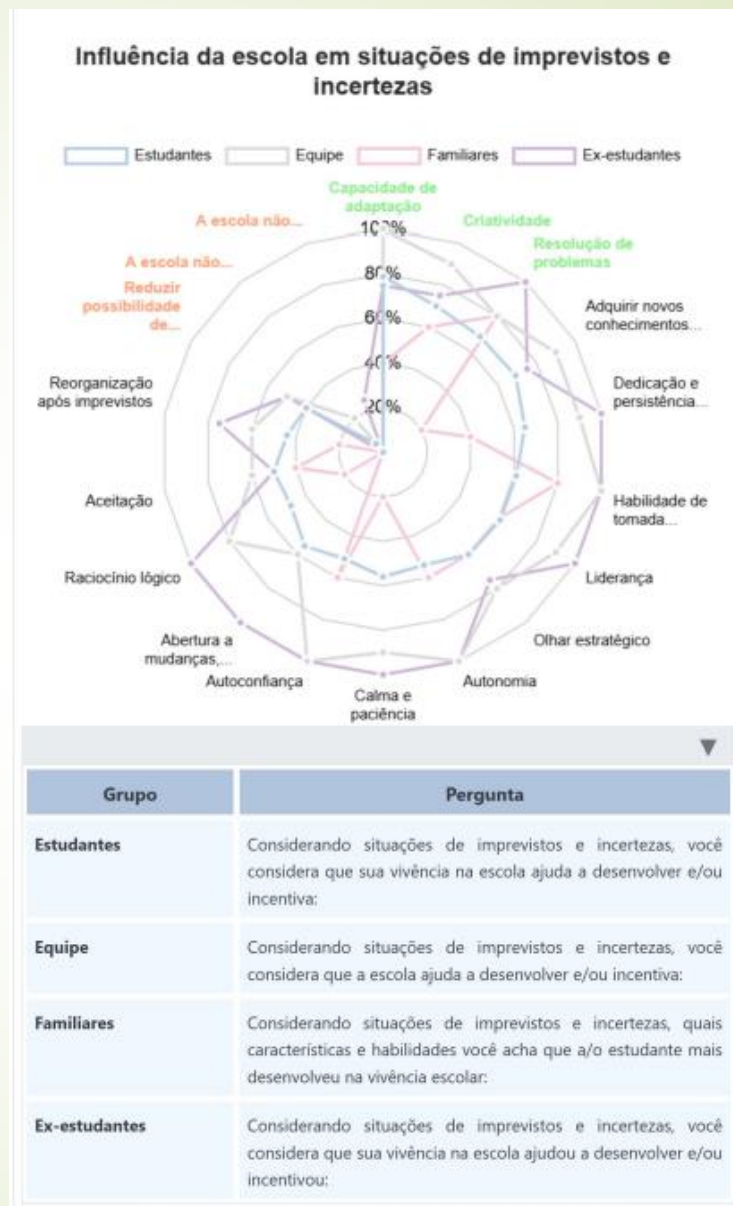 Influência da escola em situações de imprevistos e
incertezas
Estudantes
Equipe
Familiares
Ex-estudantes
Capacidade de
adaptação
Criatividade
Resolução de
problemas
Adquirir novos
conhecimentos...
Dedicação e
persistência...
Habilidade de
tomada...
Liderança
Olhar estratégico
Autonomia
Calma e
paciência
Autoconfiança
Abertura a
mudanças,...
Raciocínio lógico
Aceitação
Reorganização
após imprevistos
Reduzir
possibilidade
de...
A escola não...
A escola não...
100%
80%
60%
40%
20%
Grupo Pergunta
Estudantes Considerando situações de imprevistos e incertezas, você
considera que sua vivência na escola ajuda a desenvolver e/ou
incentiva:
Equipe Considerando situações de imprevistos e incertezas, você
considera que a escola ajuda a desenvolver e/ou incentiva:
Familiares Considerando situações de imprevistos e incertezas, quais
características e habilidades você acha que a/o estudante mais
desenvolveu na vivência escolar:
Ex-estudantes Considerando situações de imprevistos e incertezas, você
considera que sua vivência na escola ajudou a desenvolver e/ou
incentivou: